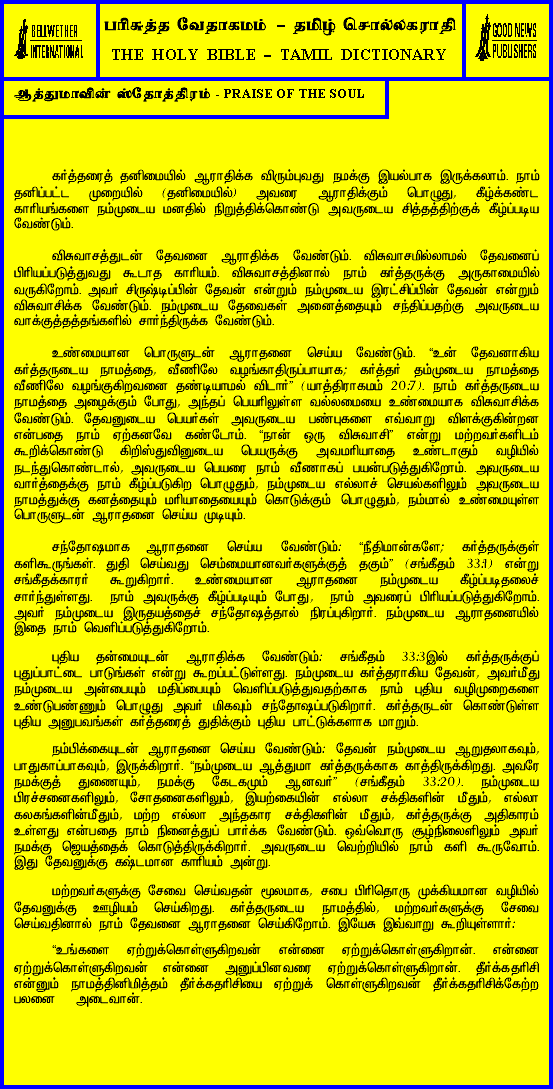 BELLWETHER
INTERNATIONAL
பரிசுத்த வேதாகமம் – தமிழ் சொல்லகராதி
THE HOLY BIBLE – TAMIL DICTIONARY
GOOD NEWS
PUBLISHERS
ஆத்துமாவின் ஸ்தோத்திரம் - PRAISE OF THE SOUL
கர்த்தரைத் தனிமையில் ஆராதிக்க விரும்புவது நமக்கு இயல்பாக இருக்கலாம். நாம்
தனிப்பட்ட முறையில் (தனிமையில்) அவரை ஆராதிக்கும் பொழுது, கீழ்க்கண்ட
காரியங்களை நம்முடைய மனதில் நிறுத்திக்கொண்டு அவருடைய சித்தத்திற்குக் கீழ்ப்படிய
வேண்டும்.
விசுவாசத்துடன் தேவனை ஆராதிக்க வேண்டும். விசுவாசமில்லாமல் தேவனைப்
பிரியப்படுத்துவது கூடாத காரியம். விசுவாசத்தினால் நாம் கர்த்தருக்கு அருகாமையில்
வருகிறோம். அவர் சிருஷ்டிப்பின் தேவன் என்றும் நம்முடைய இரட்சிப்பின் தேவன் என்றும்
விசுவாசிக்க வேண்டும். நம்முடைய தேவைகள் அனைத்தையும் சந்திப்பதற்கு அவருடைய
வாக்குத்தத்தங்களில் சார்ந்திருக்க வேண்டும்.
உண்மையான பொருளுடன் ஆராதனை செய்ய வேண்டும். “உன் தேவனாகிய
கர்த்தருடைய நாமத்தை, வீணிலே வழங்காதிருப்பாயாக; கர்த்தர் தம்முடைய நாமத்தை
வீணிலே வழங்குகிறவனை தண்டியாமல் விடார்” (யாத்திராகமம் 20:7). நாம் கர்த்தருடைய
நாமத்தை அழைக்கும் போது, அந்தப் பெயரிலுள்ள வல்லமையை உண்மையாக விசுவாசிக்க
வேண்டும். தேவனுடைய பெயர்கள் அவருடைய பண்புகளை எவ்வாறு விளக்குகின்றன
என்பதை நாம் ஏற்கனவே கண்டோம். “நான் ஒரு விசுவாசி” என்று மற்றவர்களிடம்
கூறிக்கொண்டு கிறிஸ்துவினுடைய பெயருக்கு அவமரியாதை உண்டாகும் வழியில்
நடந்துகொண்டால், அவருடைய பெயரை நாம் வீணாகப் பயன்படுத்துகிறோம். அவருடைய
வார்த்தைக்கு நாம் கீழ்ப்படுகிற பொழுதும், நம்முடைய எல்லாச் செயல்களிலும் அவருடைய
நாமத்துக்கு கனத்தையும் மரியாதையையும் கொடுக்கும் பொழுதும், நம்மால் உண்மையுள்ள
பொருளுடன் ஆராதனை செய்ய முடியும்.
சந்தோஷமாக ஆராதனை செய்ய வேண்டும்: “நீதிமான்களே; கர்த்தருக்குள்
களிகூருங்கள். துதி செய்வது செம்மையானவர்களுக்குத் தகும்” (சங்கீதம் 33:1) என்று
சங்கீதக்காரர் கூறுகிறார். உண்மையான ஆராதனை நம்முடைய கீழ்ப்படிதலைச்
சார்ந்துள்ளது. நாம் அவருக்கு கீழ்ப்படியும் போது, நாம் அவரைப் பிரியப்படுத்துகிறோம்.
அவர் நம்முடைய இருதயத்தைச் சந்தோஷத்தால் நிரப்புகிறார். நம்முடைய ஆராதனையில்
இதை நாம் வெளிப்படுத்துகிறோம்.
புதிய தன்மையுடன் ஆராதிக்க வேண்டும்: சங்கீதம் 33:3இல் கர்த்தருக்குப்
புதுப்பாட்டை பாடுங்கள் என்று கூறப்பட்டுள்ளது. நம்முடைய கர்த்தராகிய தேவன், அவர்மீது
நம்முடைய அன்பையும் மதிப்பையும் வெளிப்படுத்துவதற்காக நாம் புதிய வழிமுறைகளை
உண்டுபண்ணும் பொழுது அவர் மிகவும் சந்தோஷப்படுகிறார். கர்த்தருடன் கொண்டுள்ள
புதிய அனுபவங்கள் கர்த்தரைத் துதிக்கும் புதிய பாட்டுக்களாக மாறும்.
நம்பிக்கையுடன் ஆராதனை செய்ய வேண்டும்: தேவன் நம்முடைய ஆறுதலாகவும்,
பாதுகாப்பாகவும், இருக்கிறார். “நம்முடைய ஆத்துமா கர்த்தருக்காக காத்திருக்கிறது. அவரே
நமக்குத் துணையும், நமக்கு கேடகமும் ஆனவர்” (சங்கீதம் 33:20). நம்முடைய
பிரச்சனைகளிலும், சோதனைகளிலும், இயற்கையின் எல்லா சக்திகளின் மீதும், எல்லா
கலகங்களின்மீதும், மற்ற எல்லா அந்தகார சக்திகளின் மீதும், கர்த்தருக்கு அதிகாரம்
உள்ளது என்பதை நாம் நினைத்துப் பார்க்க வேண்டும். ஒவ்வொரு சூழ்நிலைளிலும் அவர்
நமக்கு ஜெயத்தைக் கொடுத்திருக்கிறார். அவருடைய வெற்றியில் நாம் களி கூருவோம்.
இது தேவனுக்கு கஷ்டமான காரியம் அன்று.
மற்றவர்களுக்கு சேவை செய்வதன் மூலமாக, சபை பிரிதொரு முக்கியமான வழியில்
தேவனுக்கு ஊழியம் செய்கிறது. கர்த்தருடைய நாமத்தில், மற்றவர்களுக்கு சேவை
செய்வதினால் நாம் தேவனை ஆராதனை செய்கிறோம். இயேசு இவ்வாறு கூறியுள்ளார்:
“உங்களை ஏற்றுக்கொள்ளுகிறவன் என்னை ஏற்றுக்கொள்ளுகிறான். என்னை
ஏற்றுக்கொள்ளுகிறவன் என்னை அனுப்பினவரை ஏற்றுக்கொள்ளுகிறான். தீர்க்கதரிசி
என்னும் நாமத்தினிமித்தம் தீர்க்கதரிசியை ஏற்றுக் கொள்ளுகிறவன் தீர்க்கதரிசிக்கேற்ற
பலனை அடைவான்.